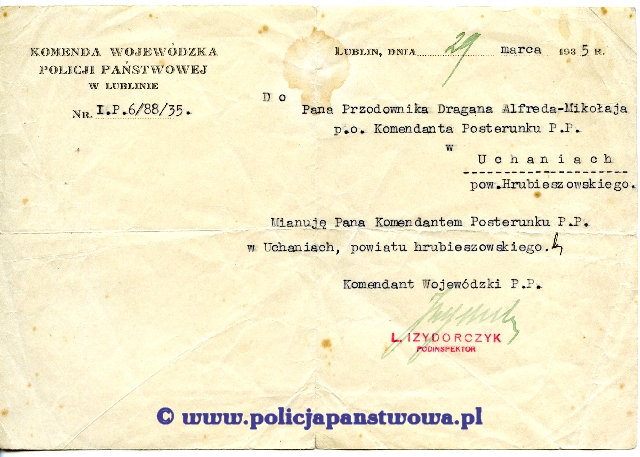 KOMENDA WOJEWÓDZKA
POLICJI PAŃSTWOWEJ
W LUBLINIE
NR. I.P.6/88/35.
LUBLIN, DNIA 29 marca 1935 R.
Do
Pana Przodownika Dragana Alfreda-Mikołaja
p.o. Komendanta Posterunku P.P.
w
Uchaniach
pow.Hrubieszowskiego.
Mianuję Pana Komendantem Posterunku P.P.
w Uchaniach, powiatu hrubieszowskiego.
Komendant Wojewódzki P.P.
L. IZYDORCZYK
PODINSPEKTOR
© www.policjapanstwowa.pl